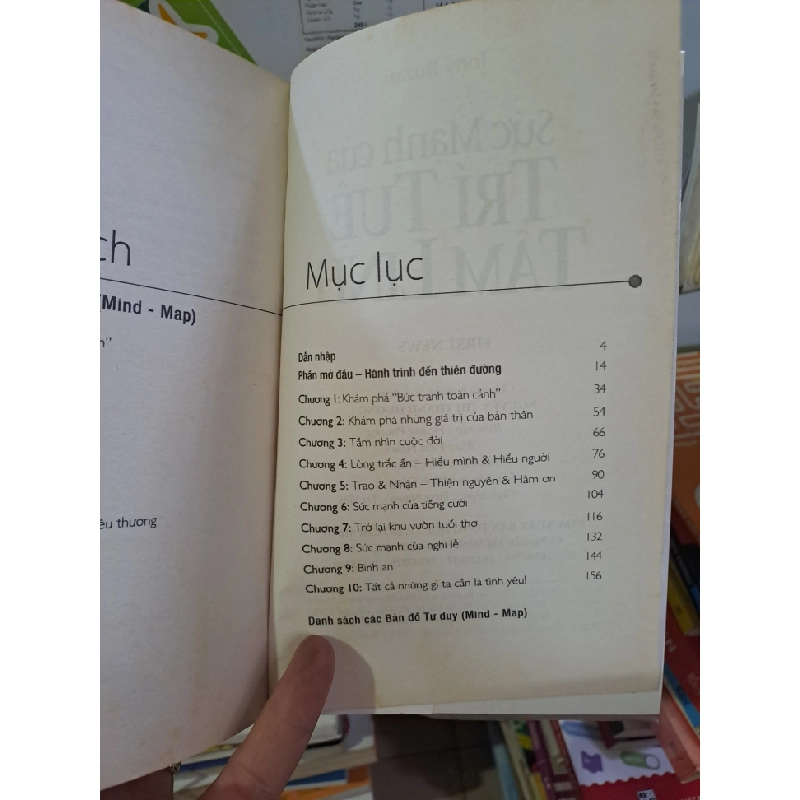 ch
(Mind - Map)
n"
êu thương
Mục lục
Dẫn nhập 4
Phần mở đầu – Hành trình đến thiên đường 14
Chương 1: Khám phá "Bức tranh toàn cảnh" 34
Chương 2: Khám phá những giá trị của bản thân 54
Chương 3: Tầm nhìn cuộc đời 66
Chương 4: Lòng trắc ẩn – Hiểu mình & Hiểu người 76
Chương 5: Trao & Nhận – Thiện nguyện & Hàm ơn 90
Chương 6: Sức mạnh của tiếng cười 104
Chương 7: Trở lại khu vườn tuổi thơ 116
Chương 8: Sức mạnh của nghi lễ 132
Chương 9: Bình an 144
Chương 10: Tất cả những gì ta cần là tình yêu! 156
Danh sách các Bản đồ Tư duy (Mind - Map)